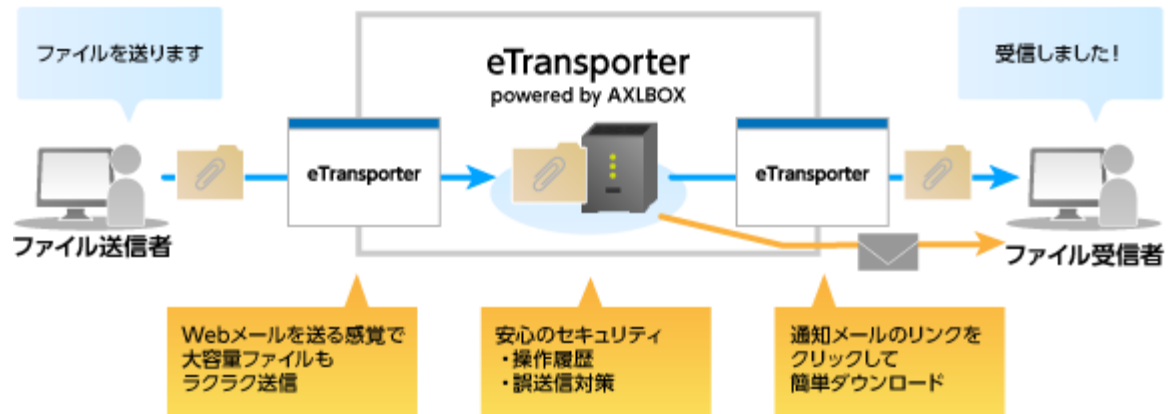 ファイルを送ります
eTransporter
powered by AXLBOX
受信しました!
eTransporter
eTransporter
ファイル送信者
ファイル受信者
Webメールを送る感覚で
大容量ファイルも
ラクラク送信
安心のセキュリティ
・操作履歴
・誤送信対策
通知メールのリンクを
クリックして
簡単ダウンロード